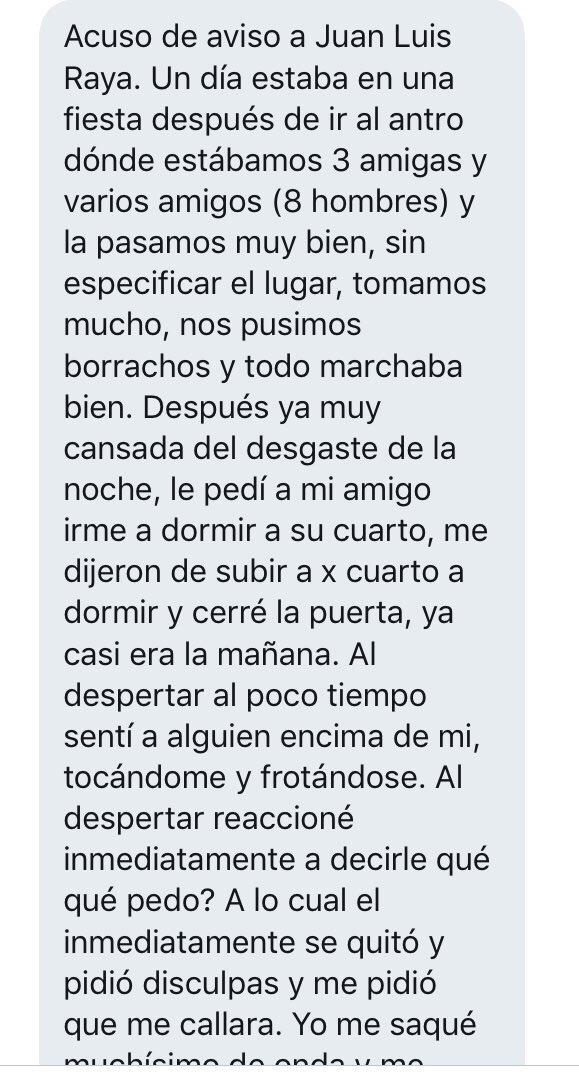 Acuso de aviso a Juan Luis
Raya. Un día estaba en una
fiesta después de ir al antro
dónde estábamos 3 amigas y
varios amigos (8 hombres) y
la pasamos muy bien, sin
especificar el lugar, tomamos
mucho, nos pusimos
borrachos y todo marchaba
bien. Después ya muy
cansada del desgaste de la
noche, le pedí a mi amigo
irme a dormir a su cuarto, me
dijeron de subir a x cuarto a
dormir y cerré la puerta, ya
casi era la mañana. Al
despertar al poco tiempo
sentí a alguien encima de mi,
tocándome y frotándose. Al
despertar reaccioné
inmediatamente a decirle qué
qué pedo? A lo cual el
inmediatamente se quitó y
pidió disculpas y me pidió
que me callara. Yo me saqué
muchísimo de onda y me